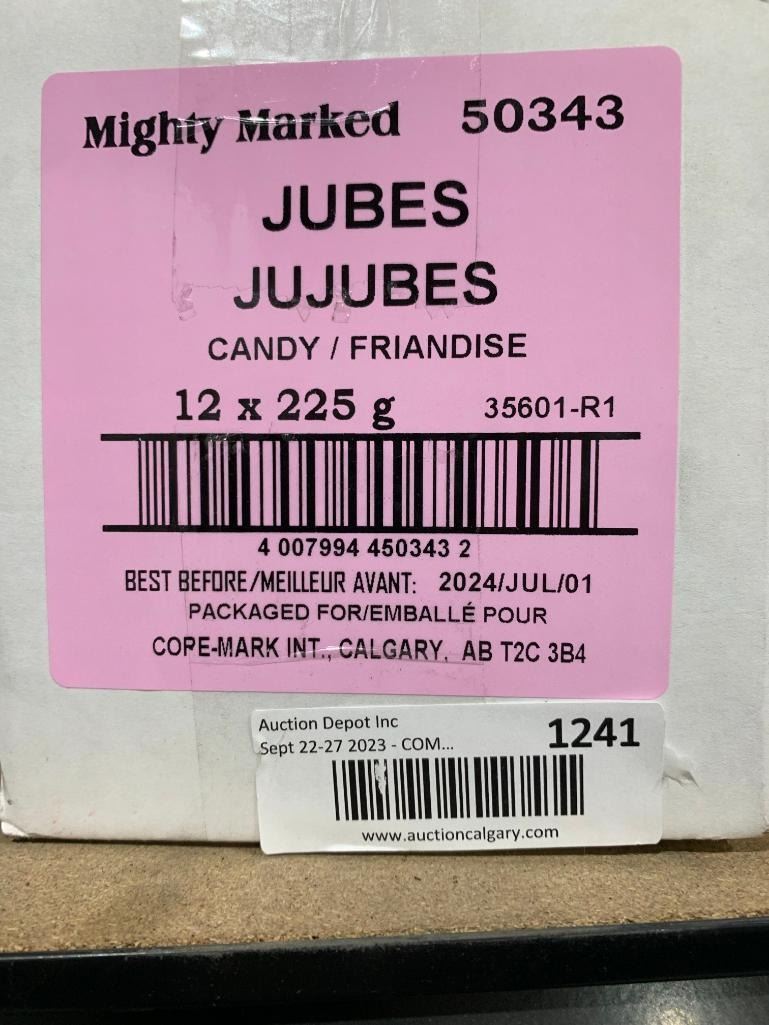 Mighty Marked 50343
JUBES
JUJUBES
CANDY / FRIANDISE
12 x 225 g 35601-R1
4 007994 450343 2
BEST BEFORE/MEILLEUR AVANT: 2024/JUL/01
PACKAGED FOR/EMBALLÉ POUR
COPE-MARK INT., CALGARY, AB T2C 3B4
Auction Depot Inc 1241
Sept 22-27 2023 - COM...
www.auctioncalgary.com